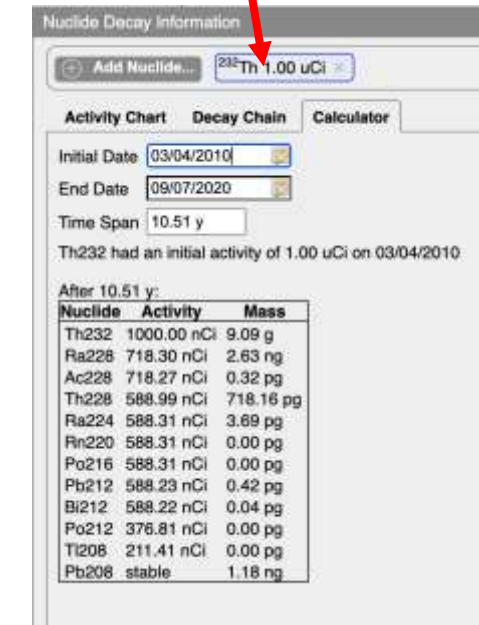 Nuclide Decay Information
Add Nuclide... 232Th 1.00 uCi ×
Activity Chart Decay Chain Calculator
Initial Date 03/04/2010
End Date 09/07/2020
Time Span 10.51 y
Th232 had an initial activity of 1.00 uCi on 03/04/2010
After 10.51 y:
Nuclide Activity Mass
Th232 1000.00 nCi 9.09 g
Ra228 718.30 nCi 2.63 ng
Ac228 718.27 nCi 0.32 pg
Th228 588.99 nCi 718.16 pg
Ra224 588.31 nCi 3.69 pg
Rn220 588.31 nCi 0.00 pg
Po216 588.31 nCi 0.00 pg
Pb212 588.23 nCi 0.42 pg
Bi212 588.22 nCi 0.04 pg
Po212 376.81 nCi 0.00 pg
Tl208 211.41 nCi 0.00 pg
Pb208 stable 1.18 ng